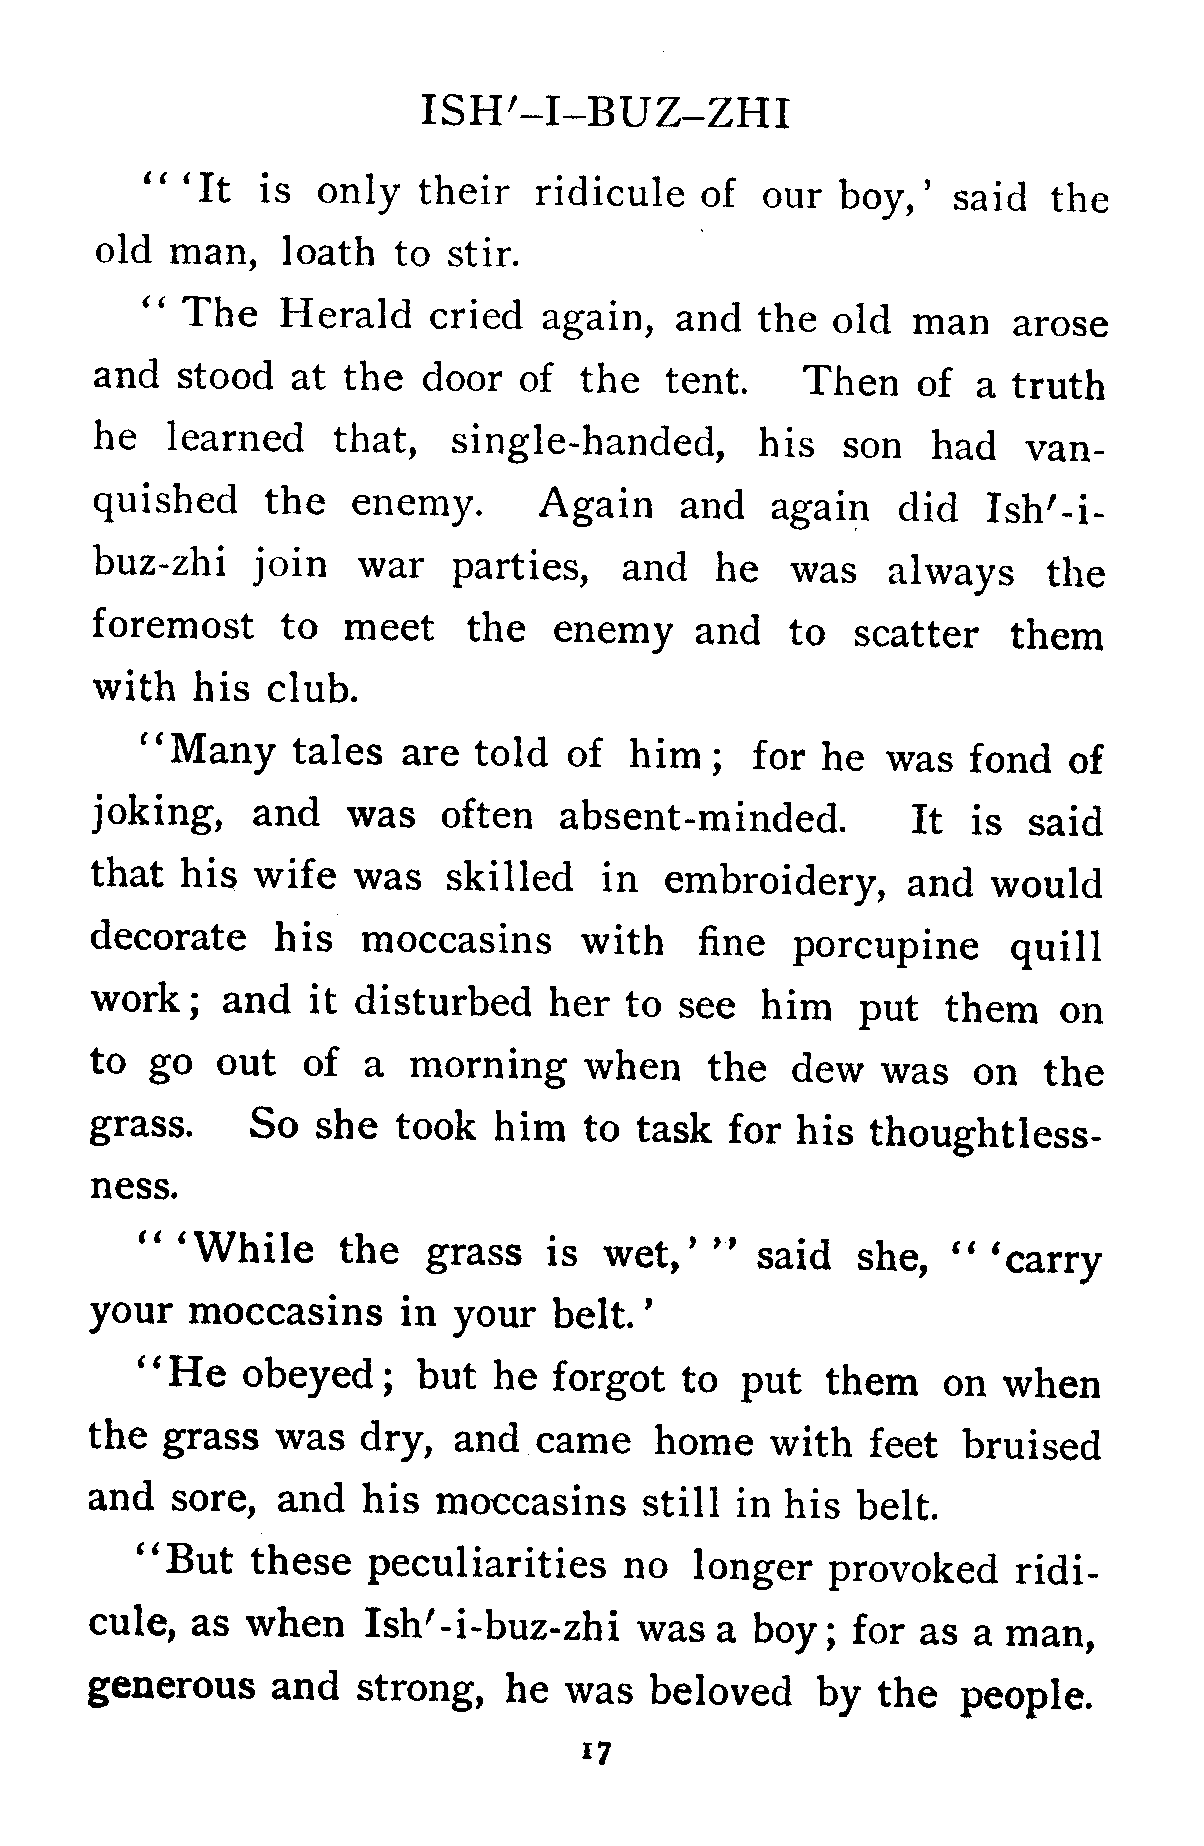 ISH′–I–BUZ–ZHI
“ ‘It is only their ridicule of our boy,’ said the
old man, loath to stir.
“ The Herald cried again, and the old man arose
and stood at the door of the tent. Then of a truth
he learned that, single-handed, his son had van-
quished the enemy. Again and again did Ish′-i-
buz-zhi join war parties, and he was always the
foremost to meet the enemy and to scatter them
with his club.
“Many tales are told of him; for he was fond of
joking, and was often absent-minded. It is said
that his wife was skilled in embroidery, and would
decorate his moccasins with fine porcupine quill
work; and it disturbed her to see him put them on
to go out of a morning when the dew was on the
grass. So she took him to task for his thoughtless-
ness.
“ ‘While the grass is wet,’ ” said she, “ ‘carry
your moccasins in your belt.’
“He obeyed; but he forgot to put them on when
the grass was dry, and came home with feet bruised
and sore, and his moccasins still in his belt.
“But these peculiarities no longer provoked ridi-
cule, as when Ish′-i-buz-zhi was a boy; for as a man,
generous and strong, he was beloved by the people.
17